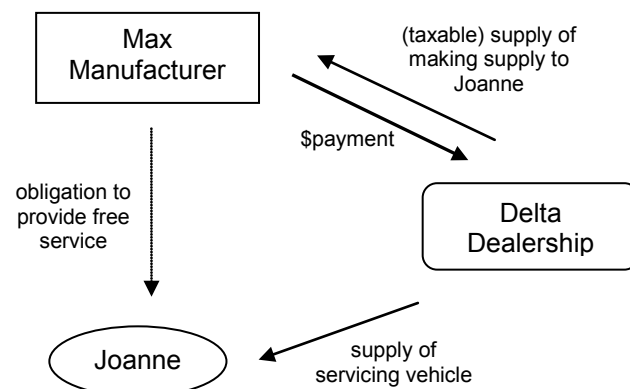 Max
Manufacturer
(taxable) supply of
making supply to
Joanne
$payment
obligation to
provide free
service
Delta
Dealership
Joanne
supply of
servicing vehicle